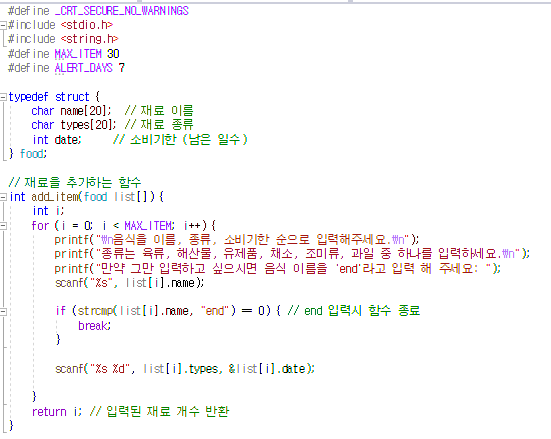 #define _CRT_SECURE_NO_WARNINGS
#include <stdio.h>
#include <string.h>
#define MAX_ITEM 30
#define ALERT_DAYS 7
typedef struct {
char name[20]; // 재료 이름
char types[20]; // 재료 종류
int date; // 소비기한 (남은 일수)
} food;
// 재료을 추가하는 함수
int add_item(food list[]) {
int i;
for (i = 0; i < MAX_ITEM; i++) {
printf("₩n음식을 이름, 종류, 소비기한 순으로 입력해주세요.₩n");
printf("종류는 육류, 해산물, 유제품, 채소, 조미류, 과일 중 하나를 입력하세요.₩n");
printf("만약 그만 입력하고 싶으시면 음식 이름을 'end'라고 입력 해 주세요: ");
scanf("%s", list[i].name);
if (strcmp(list[i].name, "end") == 0) { // end 입력시 함수 종료
break;
}
scanf("%s %d", list[i].types, &list[i].date);
}
return i; // 입력된 재료 개수 반환
}